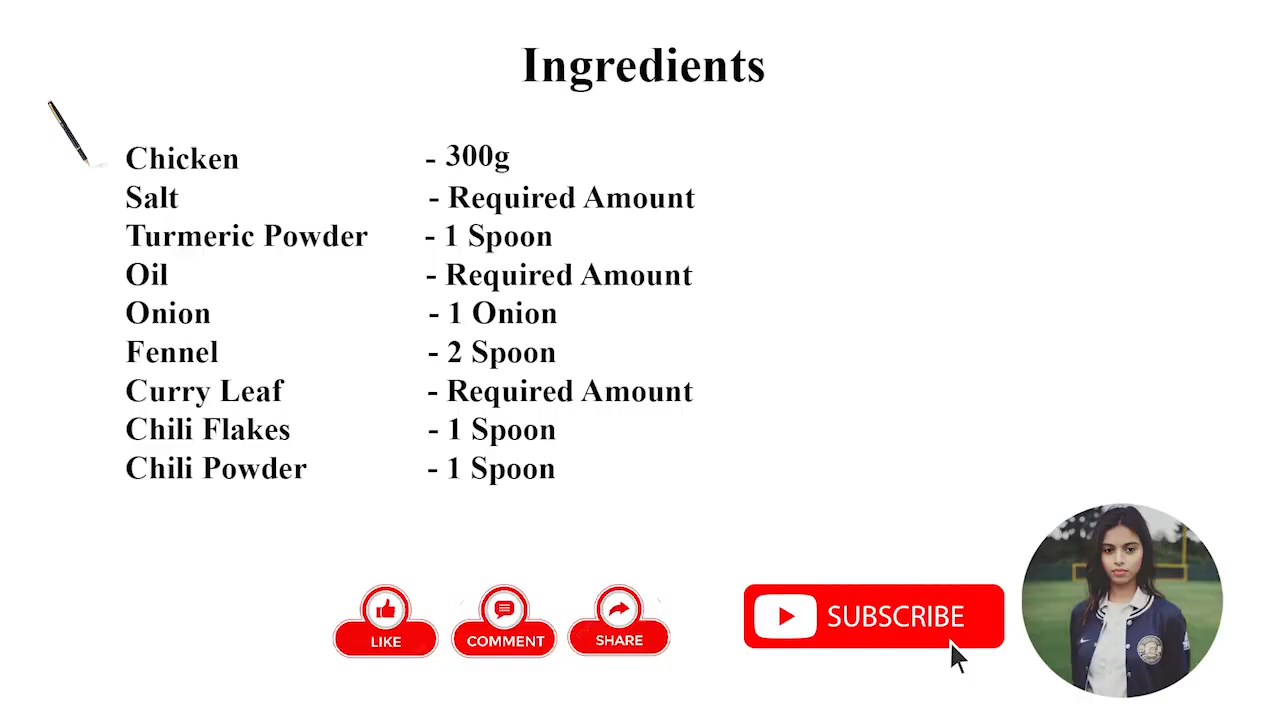 Ingredients
Chicken - 300g
Salt - Required Amount
Turmeric Powder - 1 Spoon
Oil - Required Amount
Onion - 1 Onion
Fennel - 2 Spoon
Curry Leaf - Required Amount
Chili Flakes - 1 Spoon
Chili Powder - 1 Spoon
LIKE
COMMENT
SHARE
SUBSCRIBE